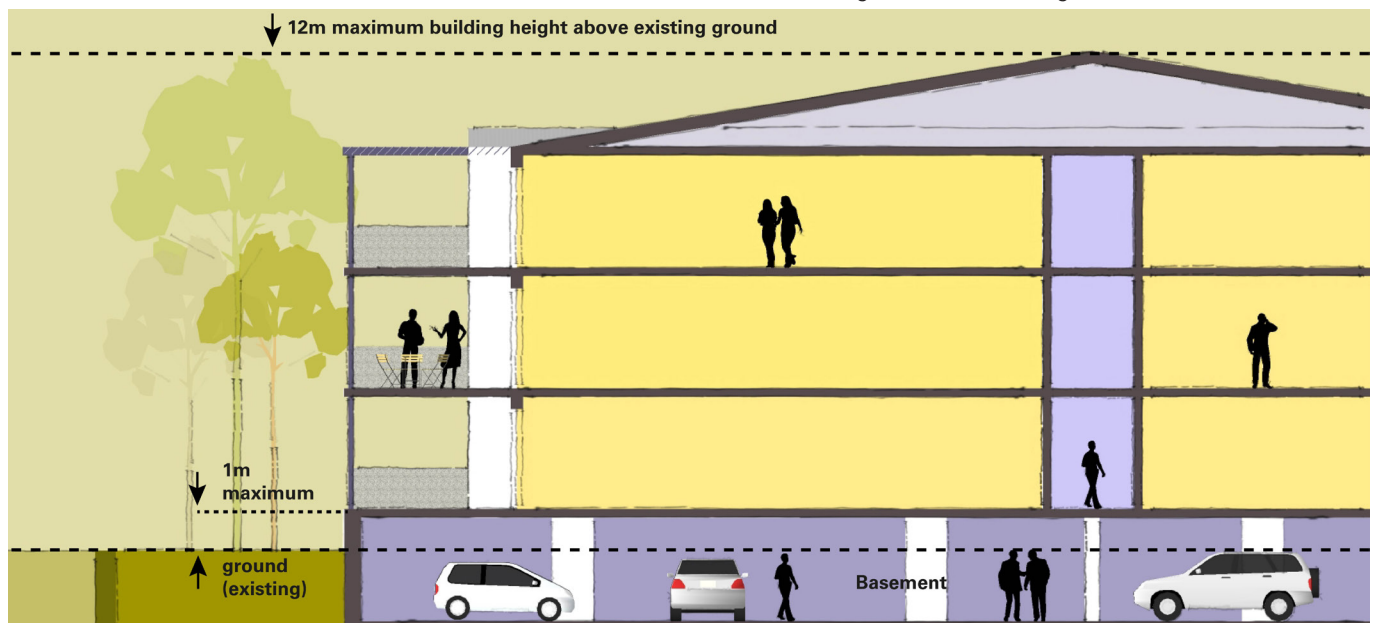 12m maximum building height above existing ground
1m
maximum
ground
(existing)
Basement